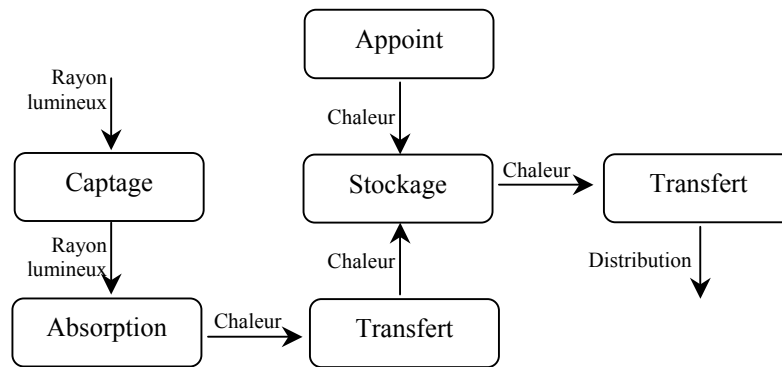 Appoint
Rayon
lumineux
Chaleur
Captage
Stockage
Chaleur
Transfert
Rayon
lumineux
Chaleur
Distribution
Absorption
Chaleur
Transfert